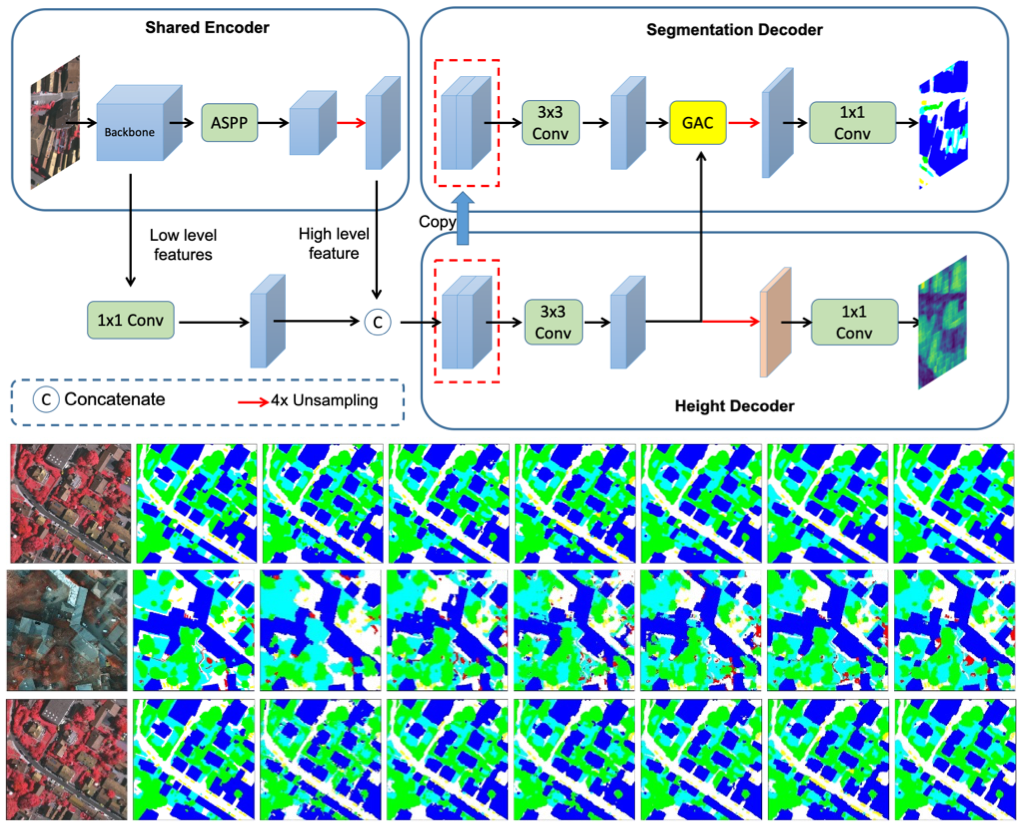 Shared Encoder
Segmentation Decoder
Backbone
ASPP
3x3
Conv
GAC
1x1
Conv
Copy
Low level
features
High level
feature
1x1 Conv
C
3x3
Conv
1x1
Conv
C Concatenate
4x Unsampling
Height Decoder